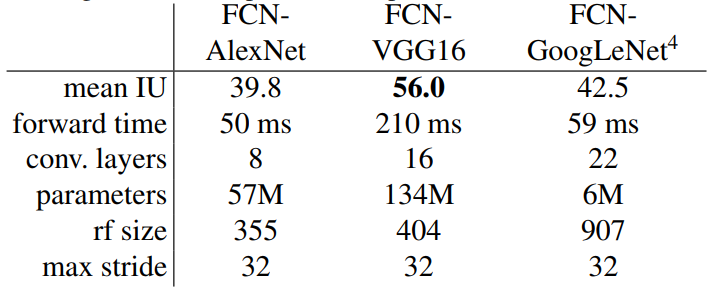 FCN- FCN- FCN-
AlexNet VGG16 GoogLeNet⁴
mean IU 39.8 56.0 42.5
forward time 50 ms 210 ms 59 ms
conv. layers 8 16 22
parameters 57M 134M 6M
rf size 355 404 907
max stride 32 32 32